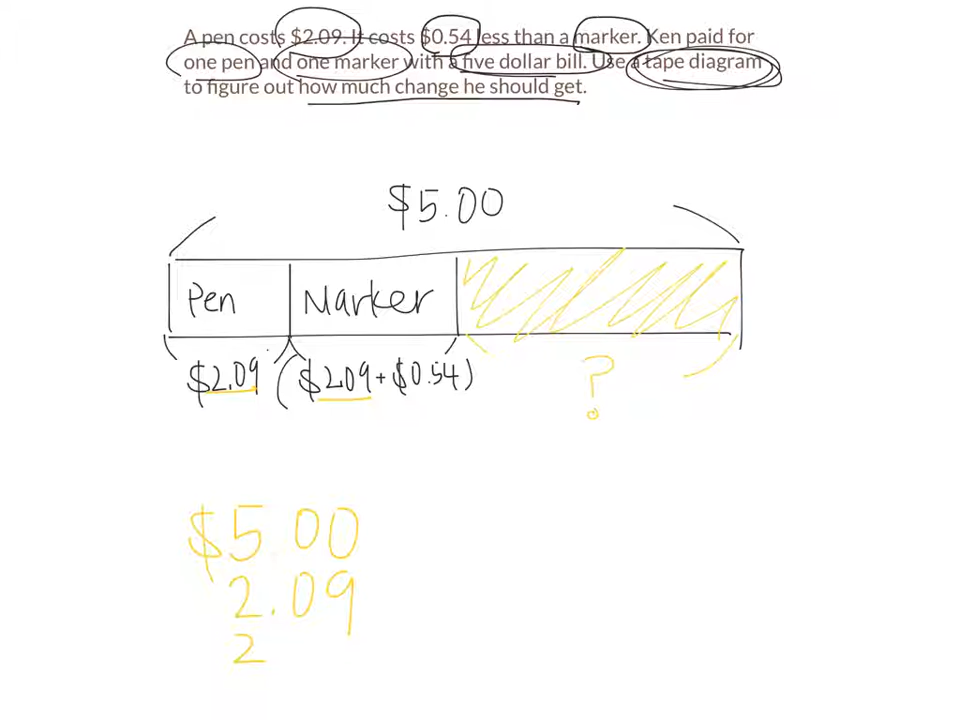 A pen costs $2.09. It costs $0.54 less than a marker. Ken paid for
one pen and one marker with a five dollar bill. Use a tape diagram
to figure out how much change he should get.
$5.00
Pen Marker
$2.09 ($2.09+$0.54)
?
$5.00
2.09
2